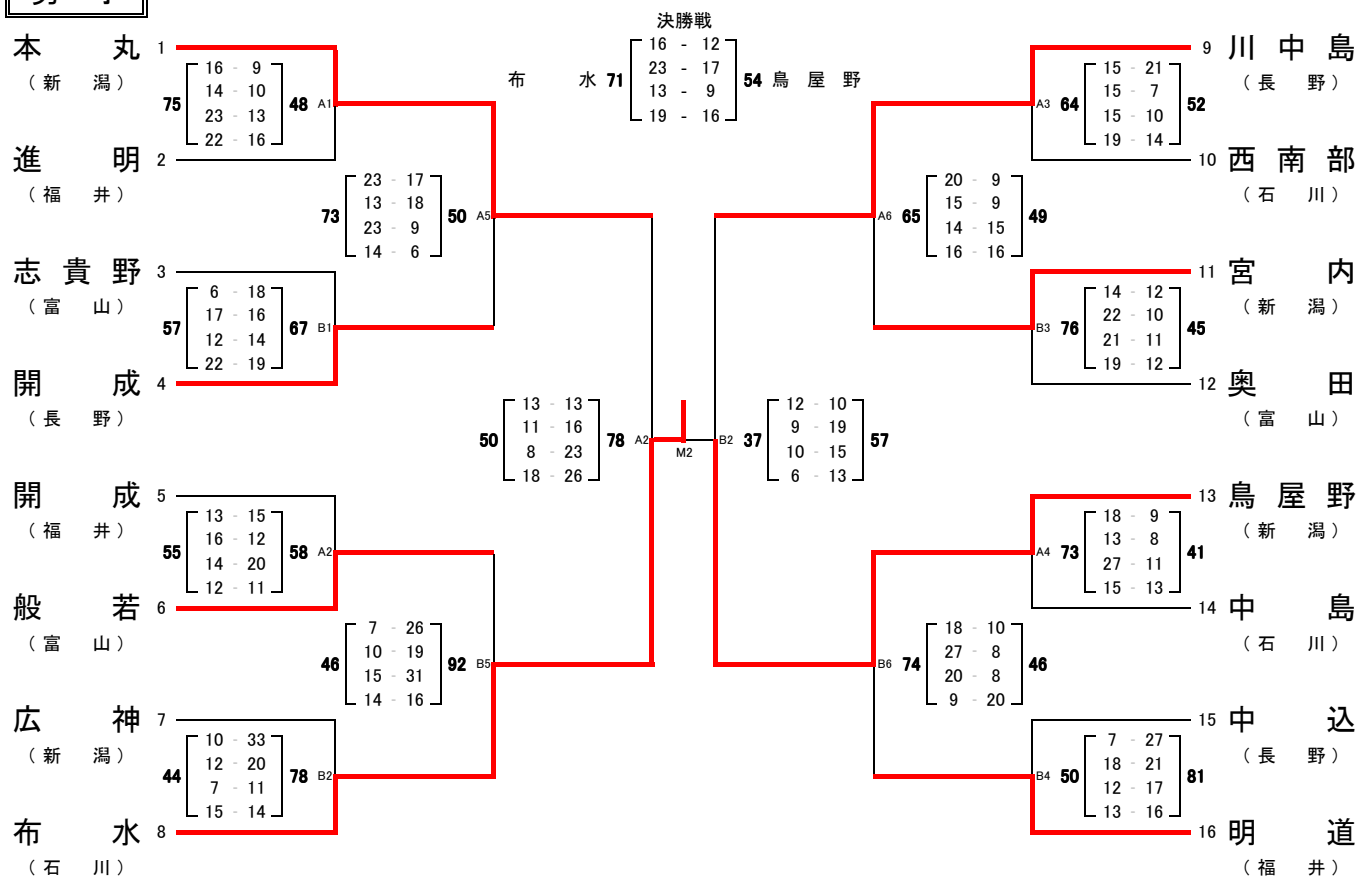 決勝戦
布水 71 54 鳥屋野
16 - 12
23 - 17
13 - 9
19 - 16
本丸 1
（新潟）
75 48 A1
16 - 9
14 - 10
23 - 13
22 - 16
進明 2
（福井）
73 50 A5
23 - 17
13 - 18
23 - 9
14 - 6
志貴野 3
（富山）
57 67 B1
6 - 18
17 - 16
12 - 14
22 - 19
開成 4
（長野）
50 78 A2
13 - 13
11 - 16
8 - 23
18 - 26
開成 5
（福井）
55 58 A2
13 - 15
16 - 12
14 - 20
12 - 11
般若 6
（富山）
46 92 B5
7 - 26
10 - 19
15 - 31
14 - 16
広神 7
（新潟）
44 78 B2
10 - 33
12 - 20
7 - 11
15 - 14
布水 8
（石川）
M2
9 川中島
（長野）
A3 64 52
15 - 21
15 - 7
15 - 10
19 - 14
10 西南部
（石川）
A6 65 49
20 - 9
15 - 9
14 - 15
16 - 16
11 宮内
（新潟）
B3 76 45
14 - 12
22 - 10
21 - 11
19 - 12
12 奥田
（富山）
B2 37 57
12 - 10
9 - 19
10 - 15
6 - 13
13 鳥屋野
（新潟）
A4 73 41
18 - 9
13 - 8
27 - 11
15 - 13
14 中島
（石川）
B6 74 46
18 - 10
27 - 8
20 - 8
9 - 20
15 中込
（長野）
B4 50 81
7 - 27
18 - 21
12 - 17
13 - 16
16 明道
（福井）